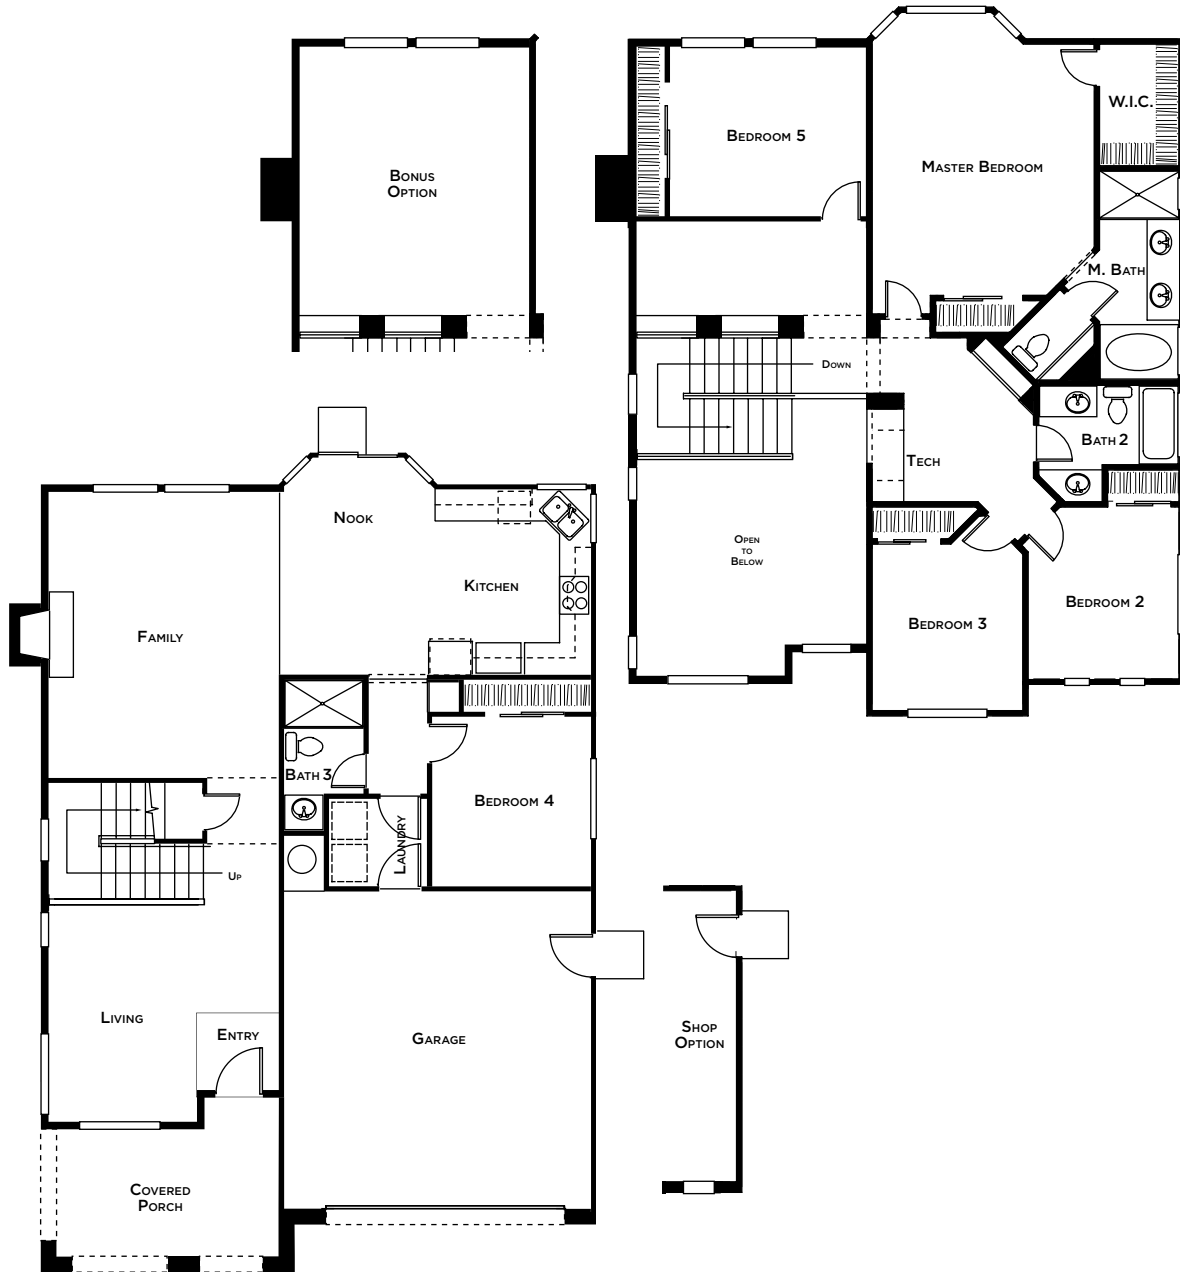 Bonus
Option
Bedroom 5
Master Bedroom
W.I.C.
M. Bath
Down
Tech
Bath 2
Open
to
Below
Bedroom 3
Bedroom 2
Nook
Kitchen
Family
Bath 3
Bedroom 4
Laundry
Up
Living
Entry
Garage
Shop
Option
Covered
Porch